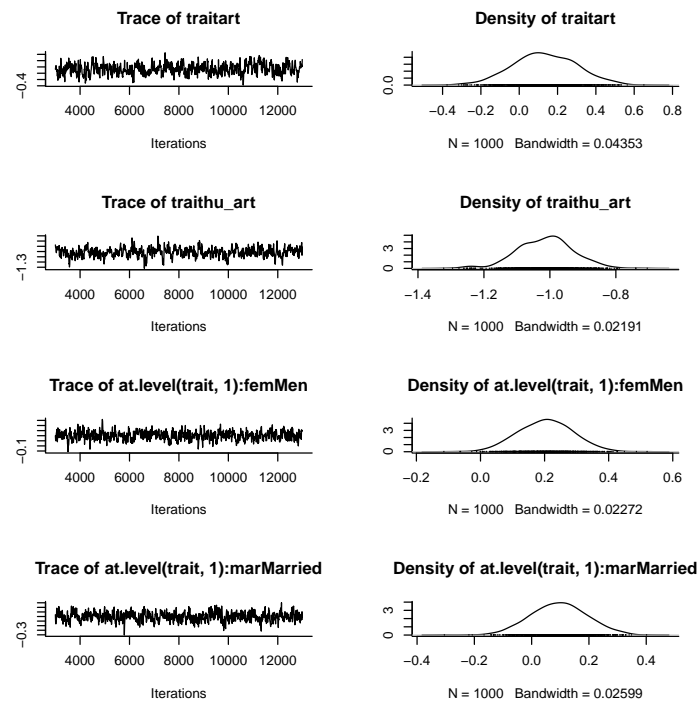 Trace of traitart
−0.4
4000 6000 8000 10000 12000
Iterations
Density of traitart
0.0
−0.4 −0.2 0.0 0.2 0.4 0.6 0.8
N = 1000 Bandwidth = 0.04353
Trace of traithu_art
−1.3
4000 6000 8000 10000 12000
Iterations
Density of traithu_art
0 3
−1.4 −1.2 −1.0 −0.8
N = 1000 Bandwidth = 0.02191
Trace of at.level(trait, 1):femMen
−0.1
4000 6000 8000 10000 12000
Iterations
Density of at.level(trait, 1):femMen
0 3
−0.2 0.0 0.2 0.4 0.6
N = 1000 Bandwidth = 0.02272
Trace of at.level(trait, 1):marMarried
−0.3
4000 6000 8000 10000 12000
Iterations
Density of at.level(trait, 1):marMarried
0 3
−0.4 −0.2 0.0 0.2 0.4
N = 1000 Bandwidth = 0.02599